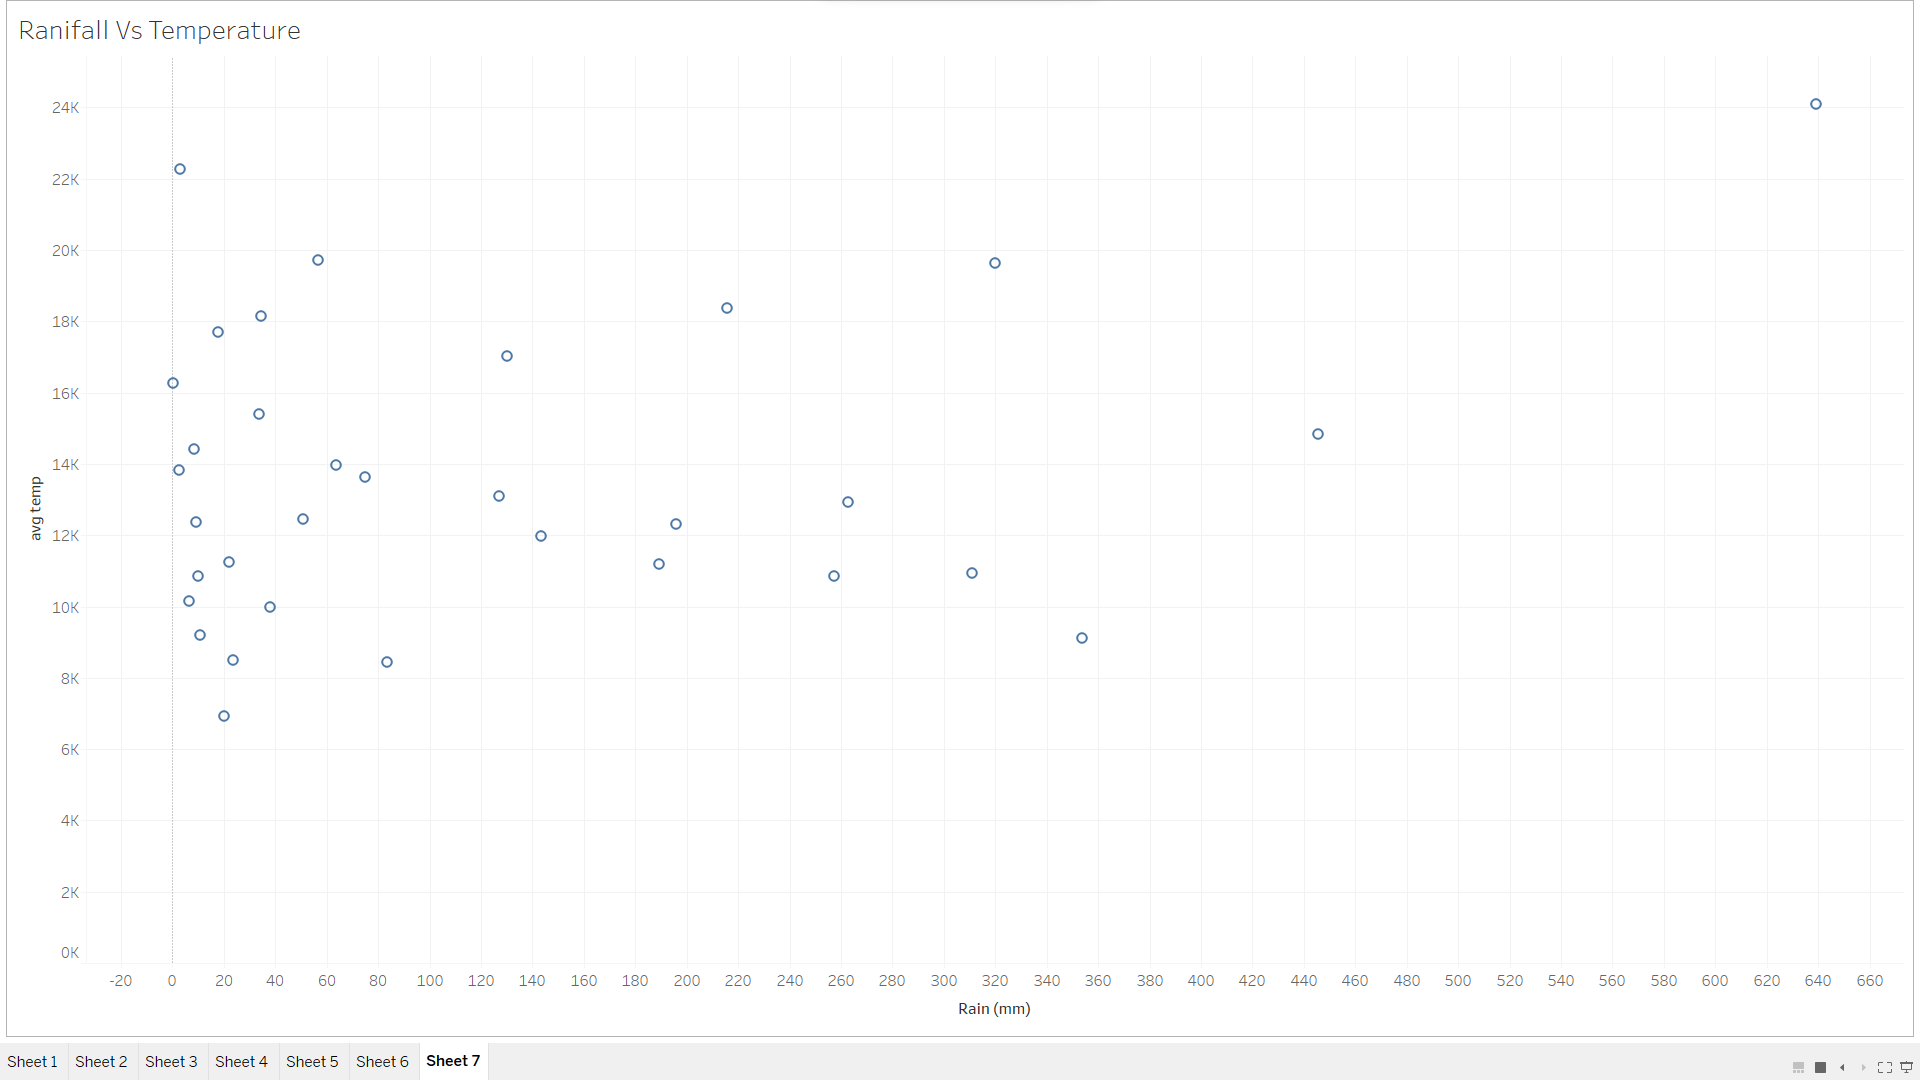 Ranifall Vs Temperature
24K
22K
20K
18K
16K
14K
12K
10K
8K
6K
4K
2K
0K
avg temp
-20 0 20 40 60 80 100 120 140 160 180 200 220 240 260 280 300 320 340 360 380 400 420 440 460 480 500 520 540 560 580 600 620 640 660
Rain (mm)
Sheet 1 Sheet 2 Sheet 3 Sheet 4 Sheet 5 Sheet 6 Sheet 7